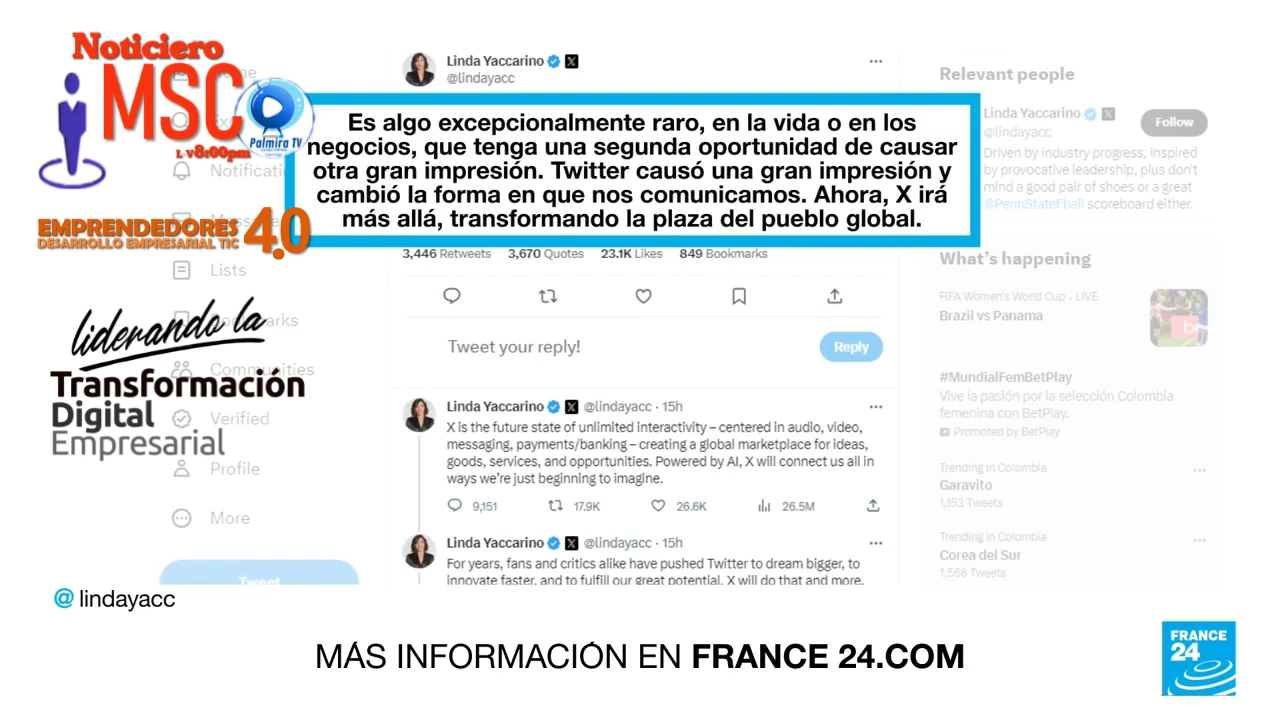 Noticiero
MSC
L V 8:00pm
Palmira TV
EMPRENDEDORES
DESARROLLO EMPRESARIAL TIC
4.0
liderando la
Transformación
Digital
Empresarial
Notificati
Lists
Communities
Verified
Profile
More
Tweet
Linda Yaccarino
@lindayacc
Es algo excepcionalmente raro, en la vida o en los
negocios, que tenga una segunda oportunidad de causar
otra gran impresión. Twitter causó una gran impresión y
cambió la forma en que nos comunicamos. Ahora, X irá
más allá, transformando la plaza del pueblo global.
3,446 Retweets 3,670 Quotes 23.1K Likes 849 Bookmarks
Tweet your reply!
Reply
Linda Yaccarino @lindayacc · 15h
X is the future state of unlimited interactivity – centered in audio, video,
messaging, payments/banking – creating a global marketplace for ideas,
goods, services, and opportunities. Powered by AI, X will connect us all in
ways we're just beginning to imagine.
9,151 17.9K 26.6K 26.5M
Linda Yaccarino @lindayacc · 15h
For years, fans and critics alike have pushed Twitter to dream bigger, to
innovate faster, and to fulfill our great potential. X will do that and more.
Relevant people
Linda Yaccarino
@lindayacc
Follow
Driven by industry progress, inspired
by provocative leadership, plus don't
mind a good pair of shoes or a great
@PennStateFball scoreboard either.
What's happening
FIFA Women's World Cup · LIVE
Brazil vs Panama
#MundialFemBetPlay
Vive la pasión por la selección Colombia
femenina con BetPlay.
Promoted by BetPlay
Trending in Colombia
Garavito
1,153 Tweets
Trending in Colombia
Corea del Sur
1,566 Tweets
@ lindayacc
MÁS INFORMACIÓN EN FRANCE 24.COM
FRANCE
24